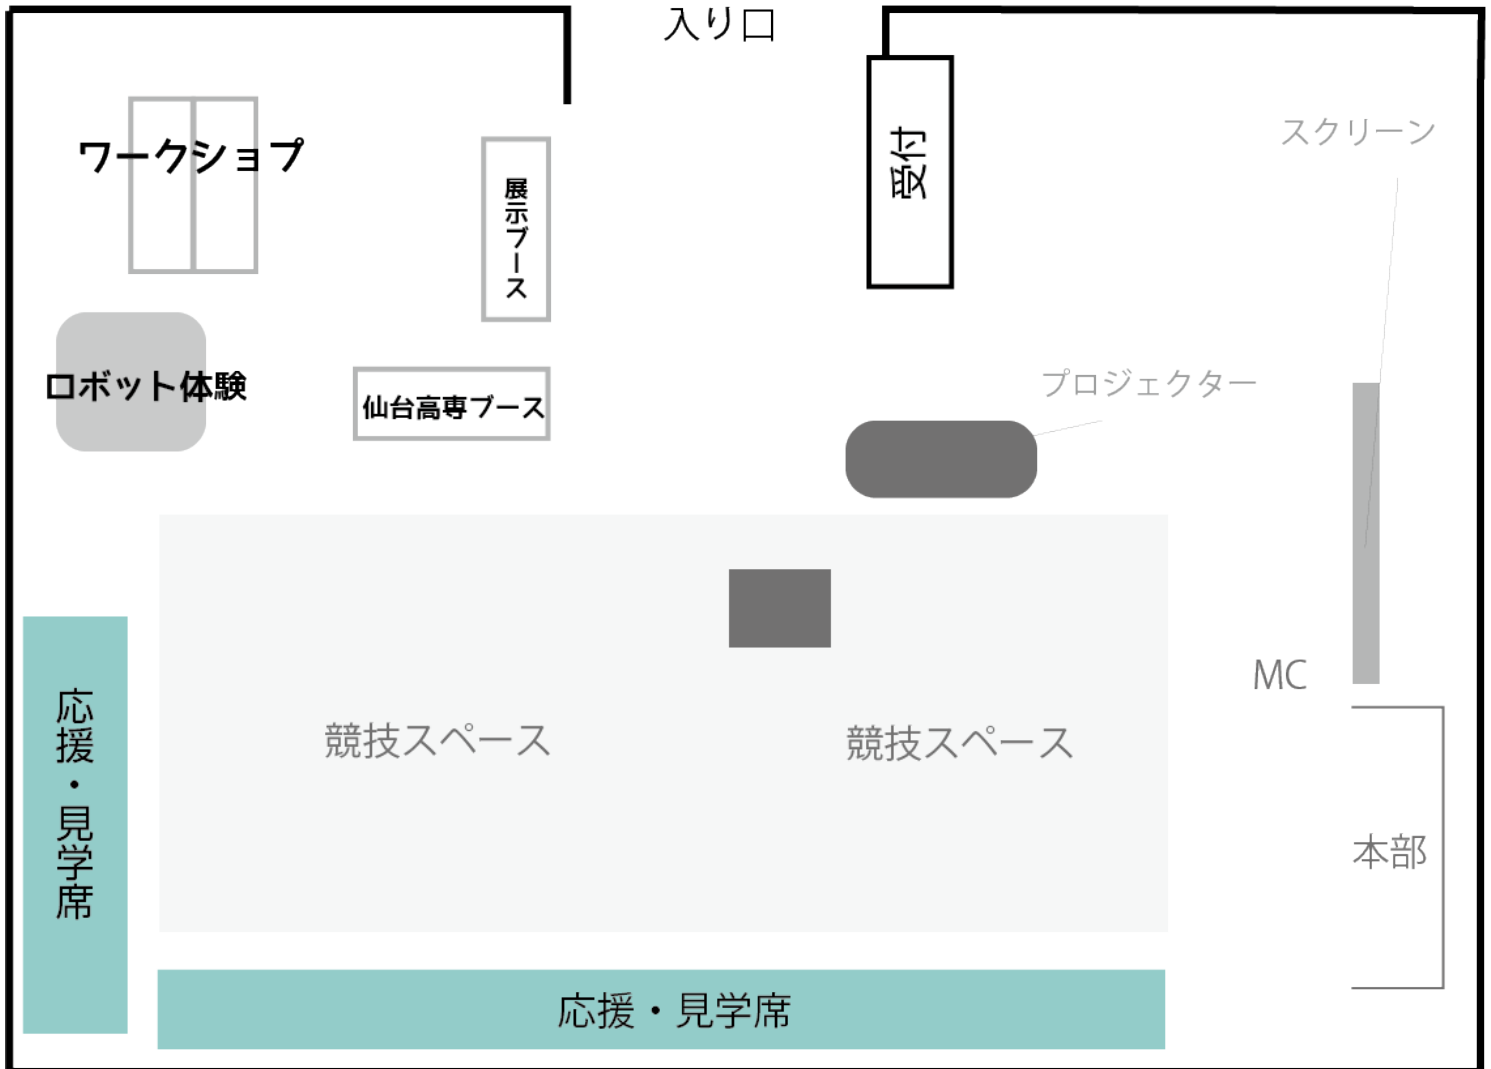 入り口
ワークショプ
展示ブース
受付
スクリーン
ロボット体験
仙台高専ブース
プロジェクター
MC
応援・見学席
競技スペース
競技スペース
本部
応援・見学席